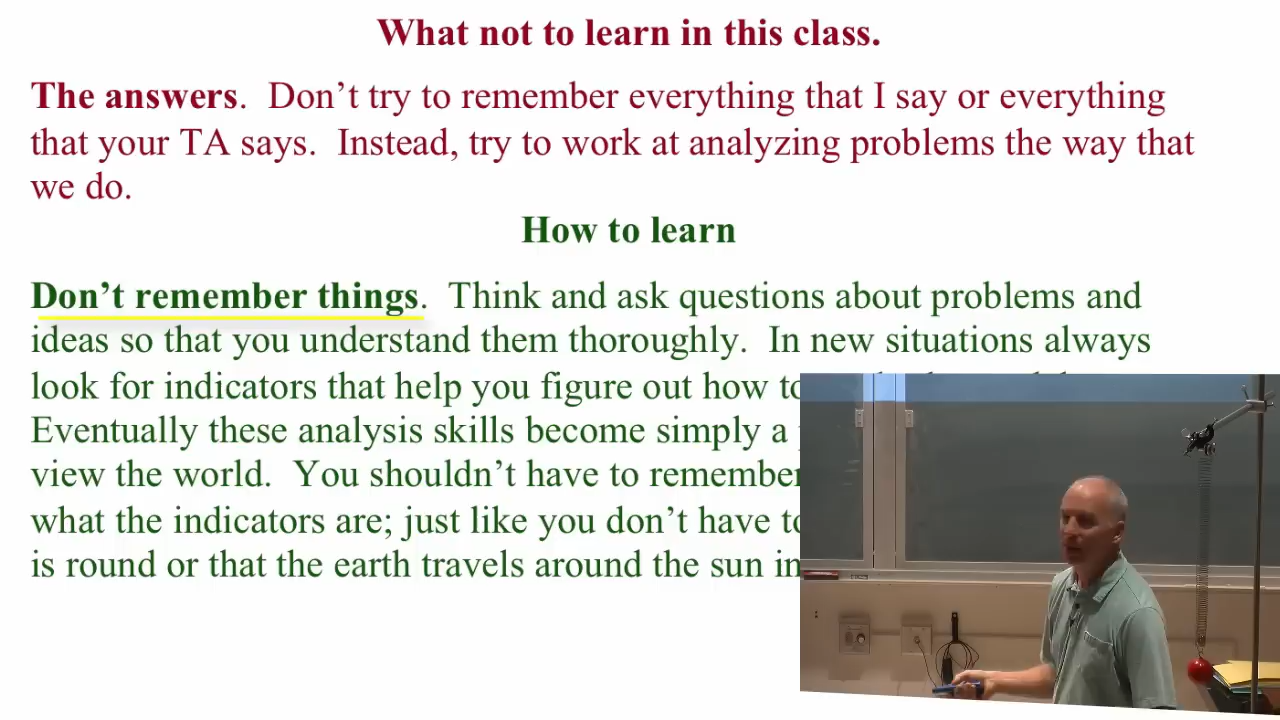 What not to learn in this class.
The answers. Don’t try to remember everything that I say or everything
that your TA says. Instead, try to work at analyzing problems the way that
we do.
How to learn
Don’t remember things. Think and ask questions about problems and
ideas so that you understand them thoroughly. In new situations always
look for indicators that help you figure out how to
Eventually these analysis skills become simply a
view the world. You shouldn’t have to remember
what the indicators are; just like you don’t have to
is round or that the earth travels around the sun in